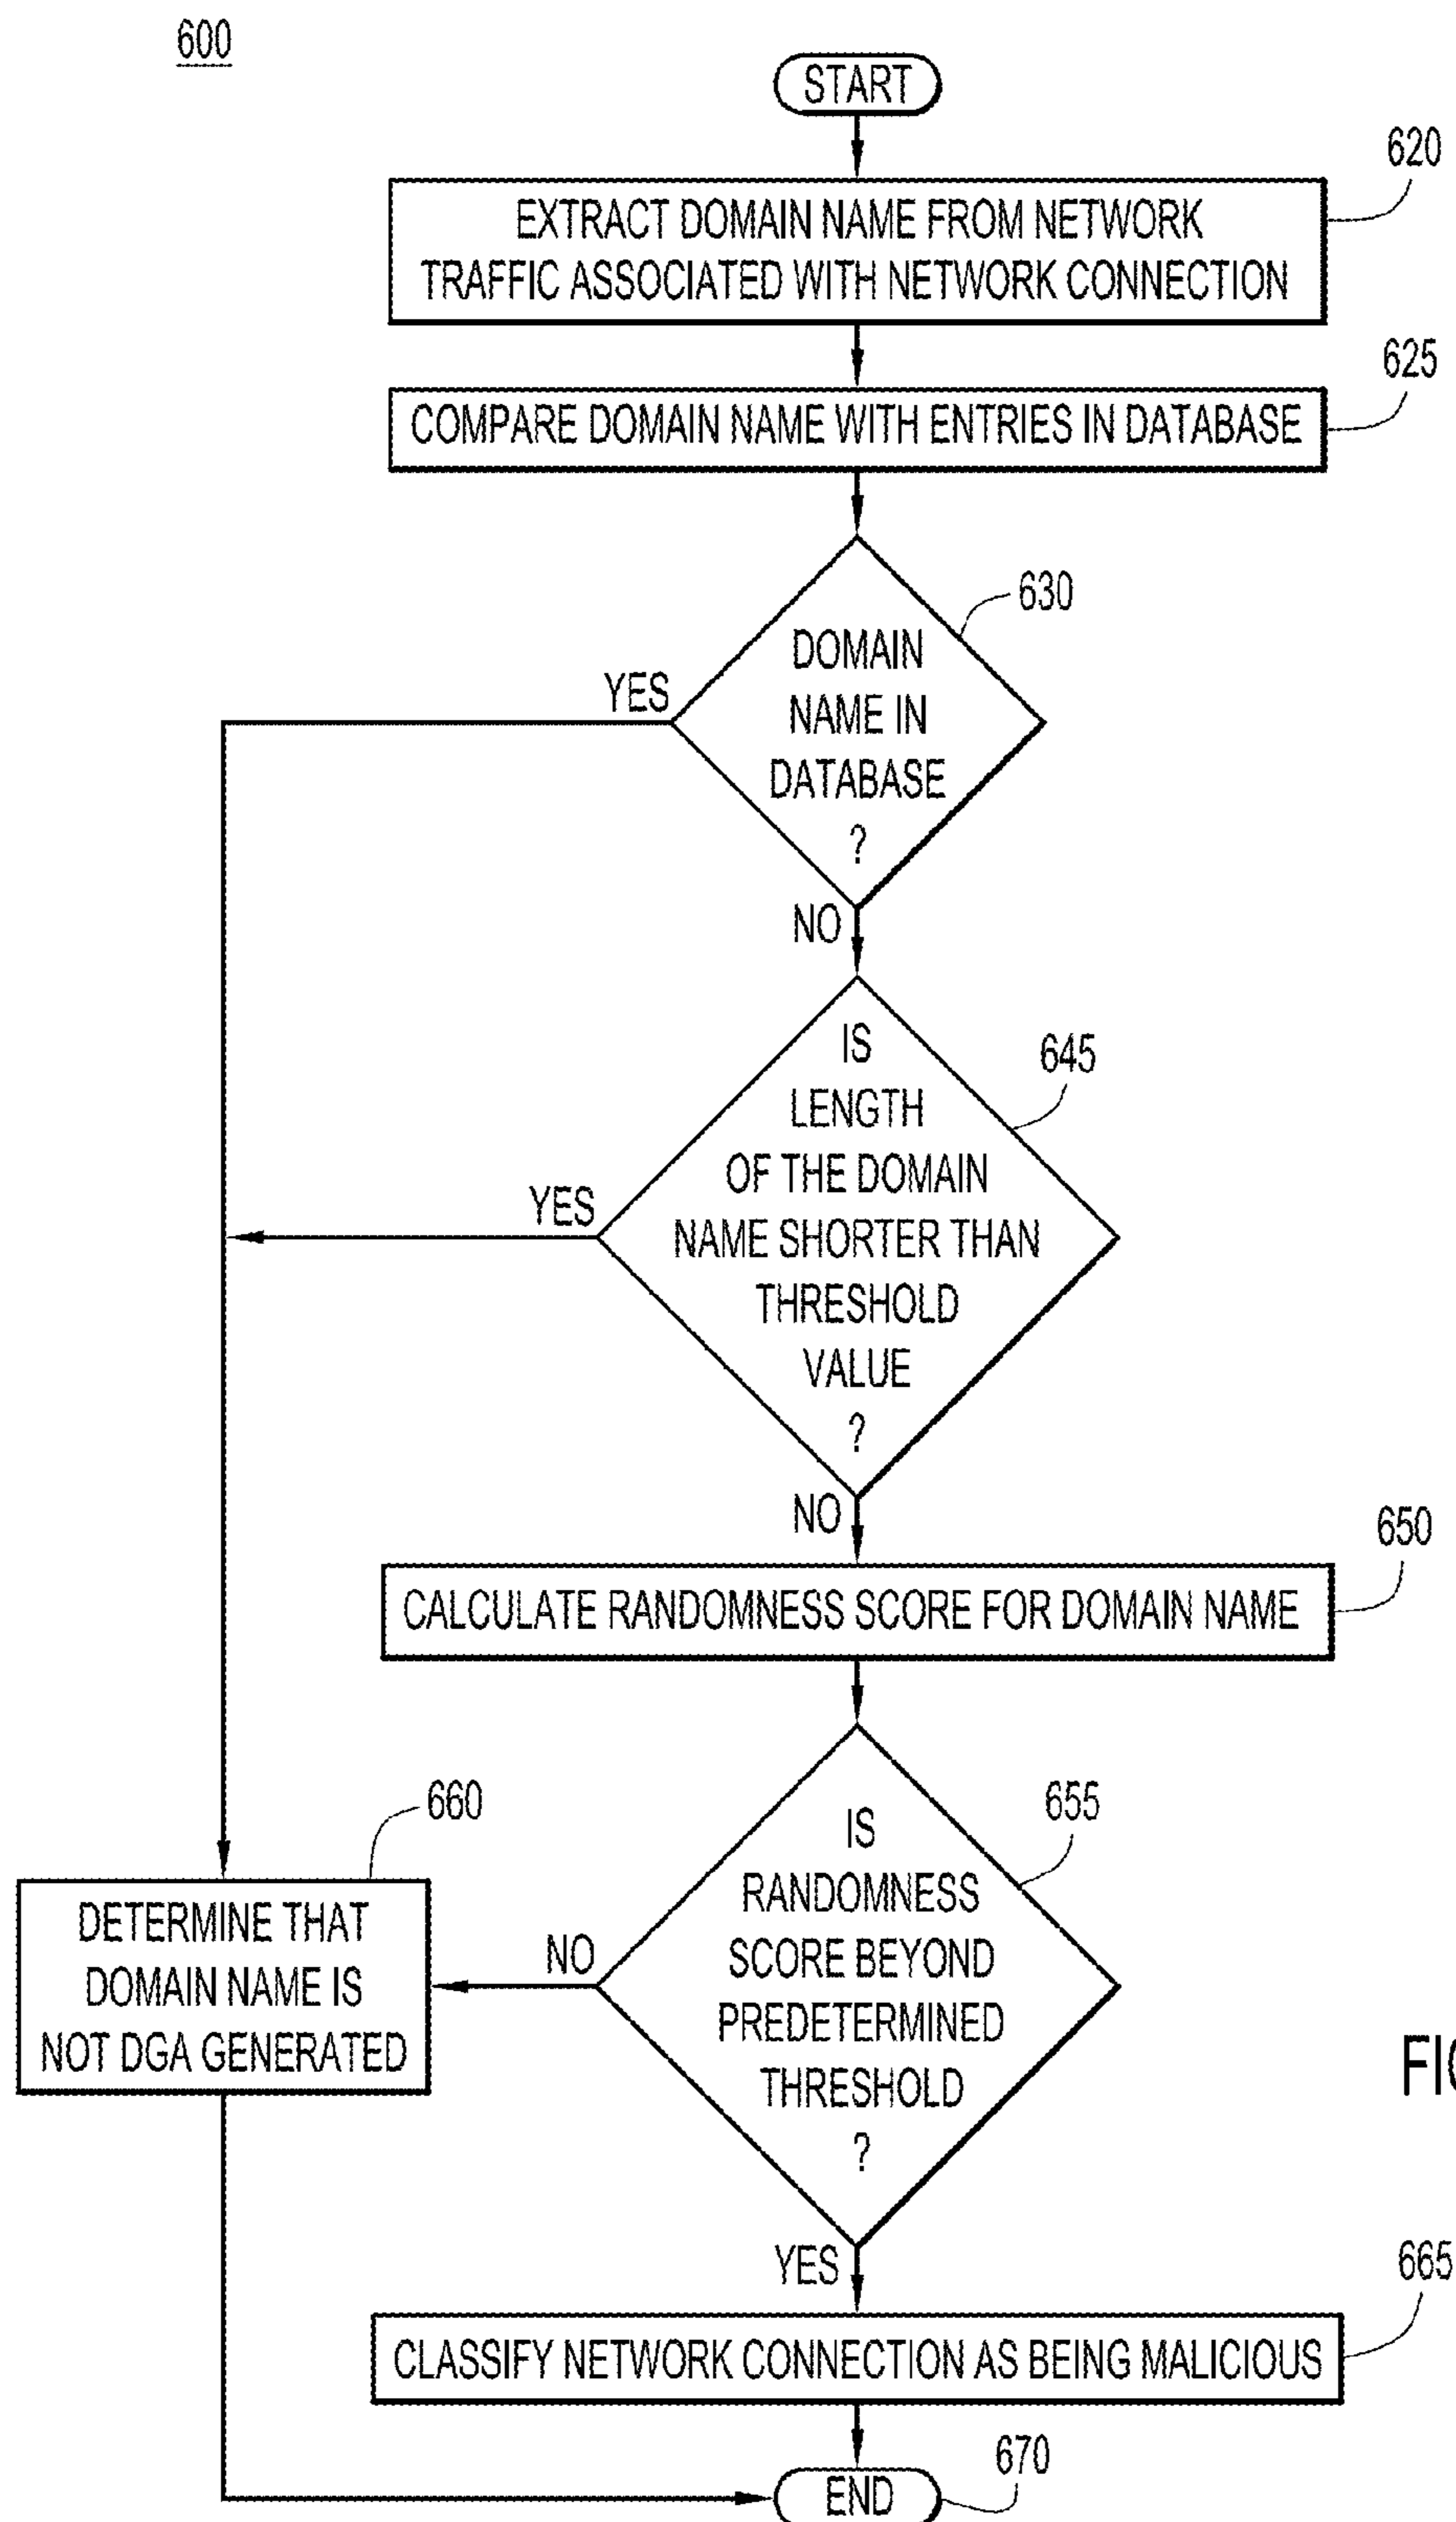 600
START
620
EXTRACT DOMAIN NAME FROM NETWORK
TRAFFIC ASSOCIATED WITH NETWORK CONNECTION
625
COMPARE DOMAIN NAME WITH ENTRIES IN DATABASE
630
DOMAIN
NAME IN
DATABASE
?
YES
NO
645
IS
LENGTH
OF THE DOMAIN
NAME SHORTER THAN
THRESHOLD
VALUE
?
YES
NO
650
CALCULATE RANDOMNESS SCORE FOR DOMAIN NAME
655
IS
RANDOMNESS
SCORE BEYOND
PREDETERMINED
THRESHOLD
?
NO
660
DETERMINE THAT
DOMAIN NAME IS
NOT DGA GENERATED
YES
665
CLASSIFY NETWORK CONNECTION AS BEING MALICIOUS
670
END